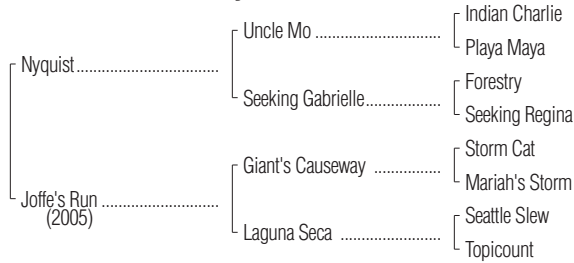 Indian Charlie
Uncle Mo
Playa Maya
Nyquist
Forestry
Seeking Gabrielle
Seeking Regina
Storm Cat
Giant's Causeway
Mariah's Storm
Joffe's Run
(2005)
Seattle Slew
Laguna Seca
Topicount